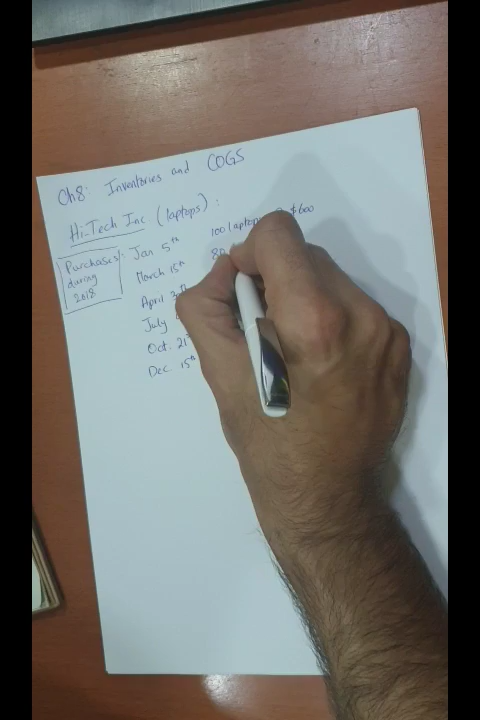 Ch8: Inventories and COGS
Hi-Tech Inc (laptops) :
Purchases: Jan 5th 100 laptops $600
during March 15th 80
2018 April
July
Oct. 21st
Dec. 15th